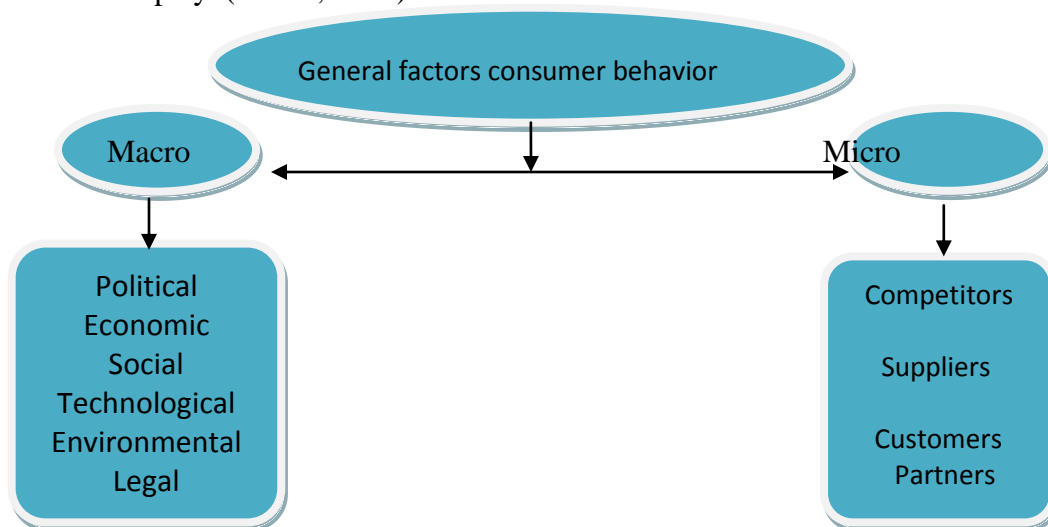 General factors consumer behavior
Macro
Micro
Political
Economic
Social
Technological
Environmental
Legal
Competitors
Suppliers
Customers
Partners